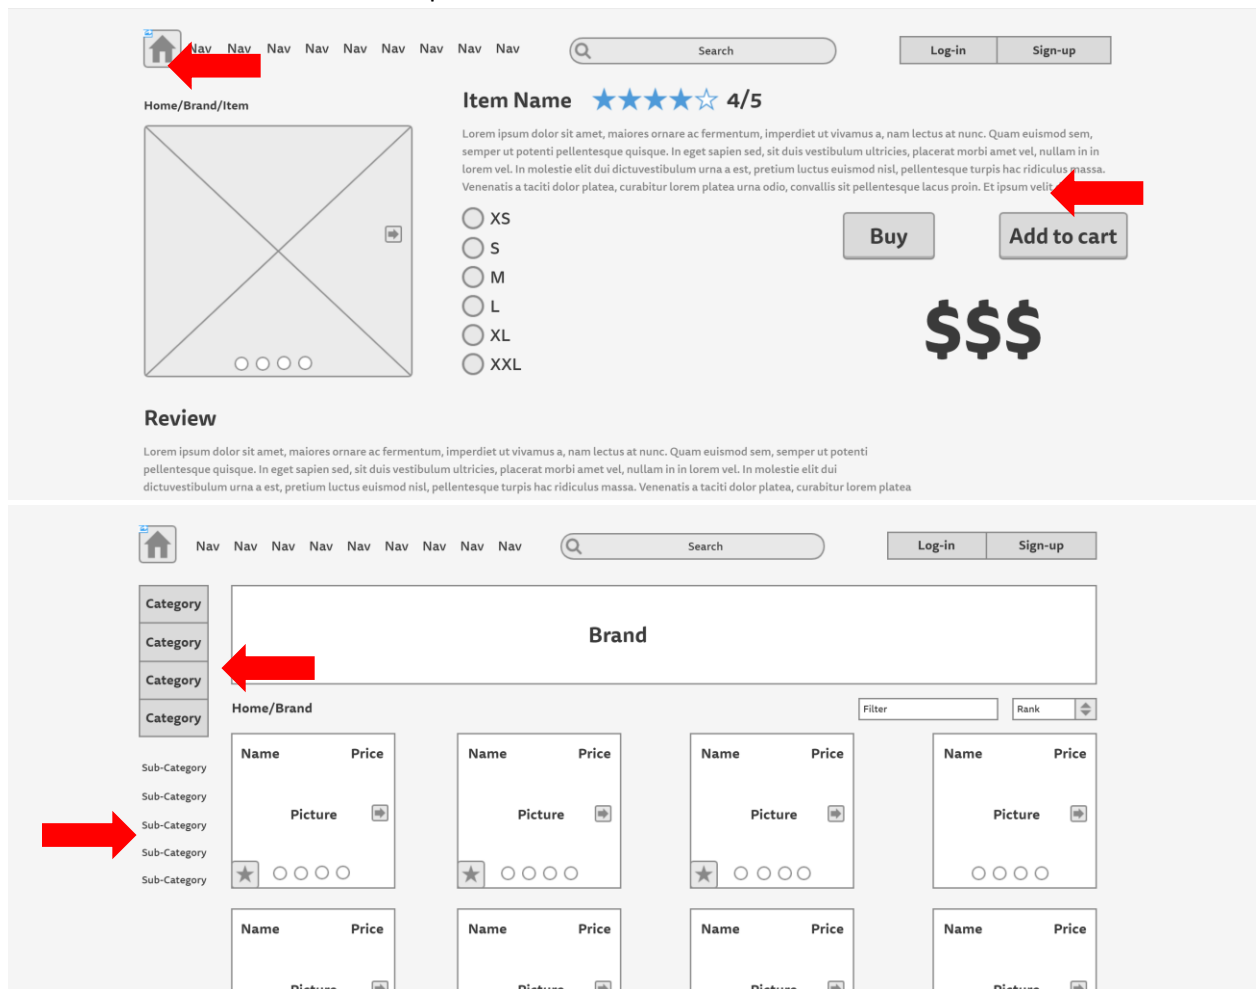 Nav Nav Nav Nav Nav Nav Nav Nav Nav
Search
Log-in Sign-up
Home/Brand/Item
Item Name 4/5
Lorem ipsum dolor sit amet, maiores ornare ac fermentum, imperdiet ut vivamus a, nam lectus at nunc. Quam euismod sem,
semper ut potenti pellentesque quisque. In eget sapien sed, sit duis vestibulum ultricies, placerat morbi amet vel, nullam in in
lorem vel. In molestie elit dui dictuvestibulum urna a est, pretium luctus euismod nisl, pellentesque turpis hac ridiculus massa.
Venenatis a taciti dolor platea, curabitur lorem platea urna odio, convallis sit pellentesque lacus proin. Et ipsum velit
XS
S
M
L
XL
XXL
Buy Add to cart
$$$
Review
Lorem ipsum dolor sit amet, maiores ornare ac fermentum, imperdiet ut vivamus a, nam lectus at nunc. Quam euismod sem, semper ut potenti
pellentesque quisque. In eget sapien sed, sit duis vestibulum ultricies, placerat morbi amet vel, nullam in in lorem vel. In molestie elit dui
dictuvestibulum urna a est, pretium luctus euismod nisl, pellentesque turpis hac ridiculus massa. Venenatis a taciti dolor platea, curabitur lorem platea
Nav Nav Nav Nav Nav Nav Nav Nav Nav
Search
Log-in Sign-up
Category
Category
Category
Category
Brand
Home/Brand
Filter
Rank
Sub-Category
Sub-Category
Sub-Category
Sub-Category
Sub-Category
Name Price
Picture
Name Price
Picture
Name Price
Picture
Name Price
Picture
Name Price
Picture
Name Price
Picture
Name Price
Picture
Name Price
Picture